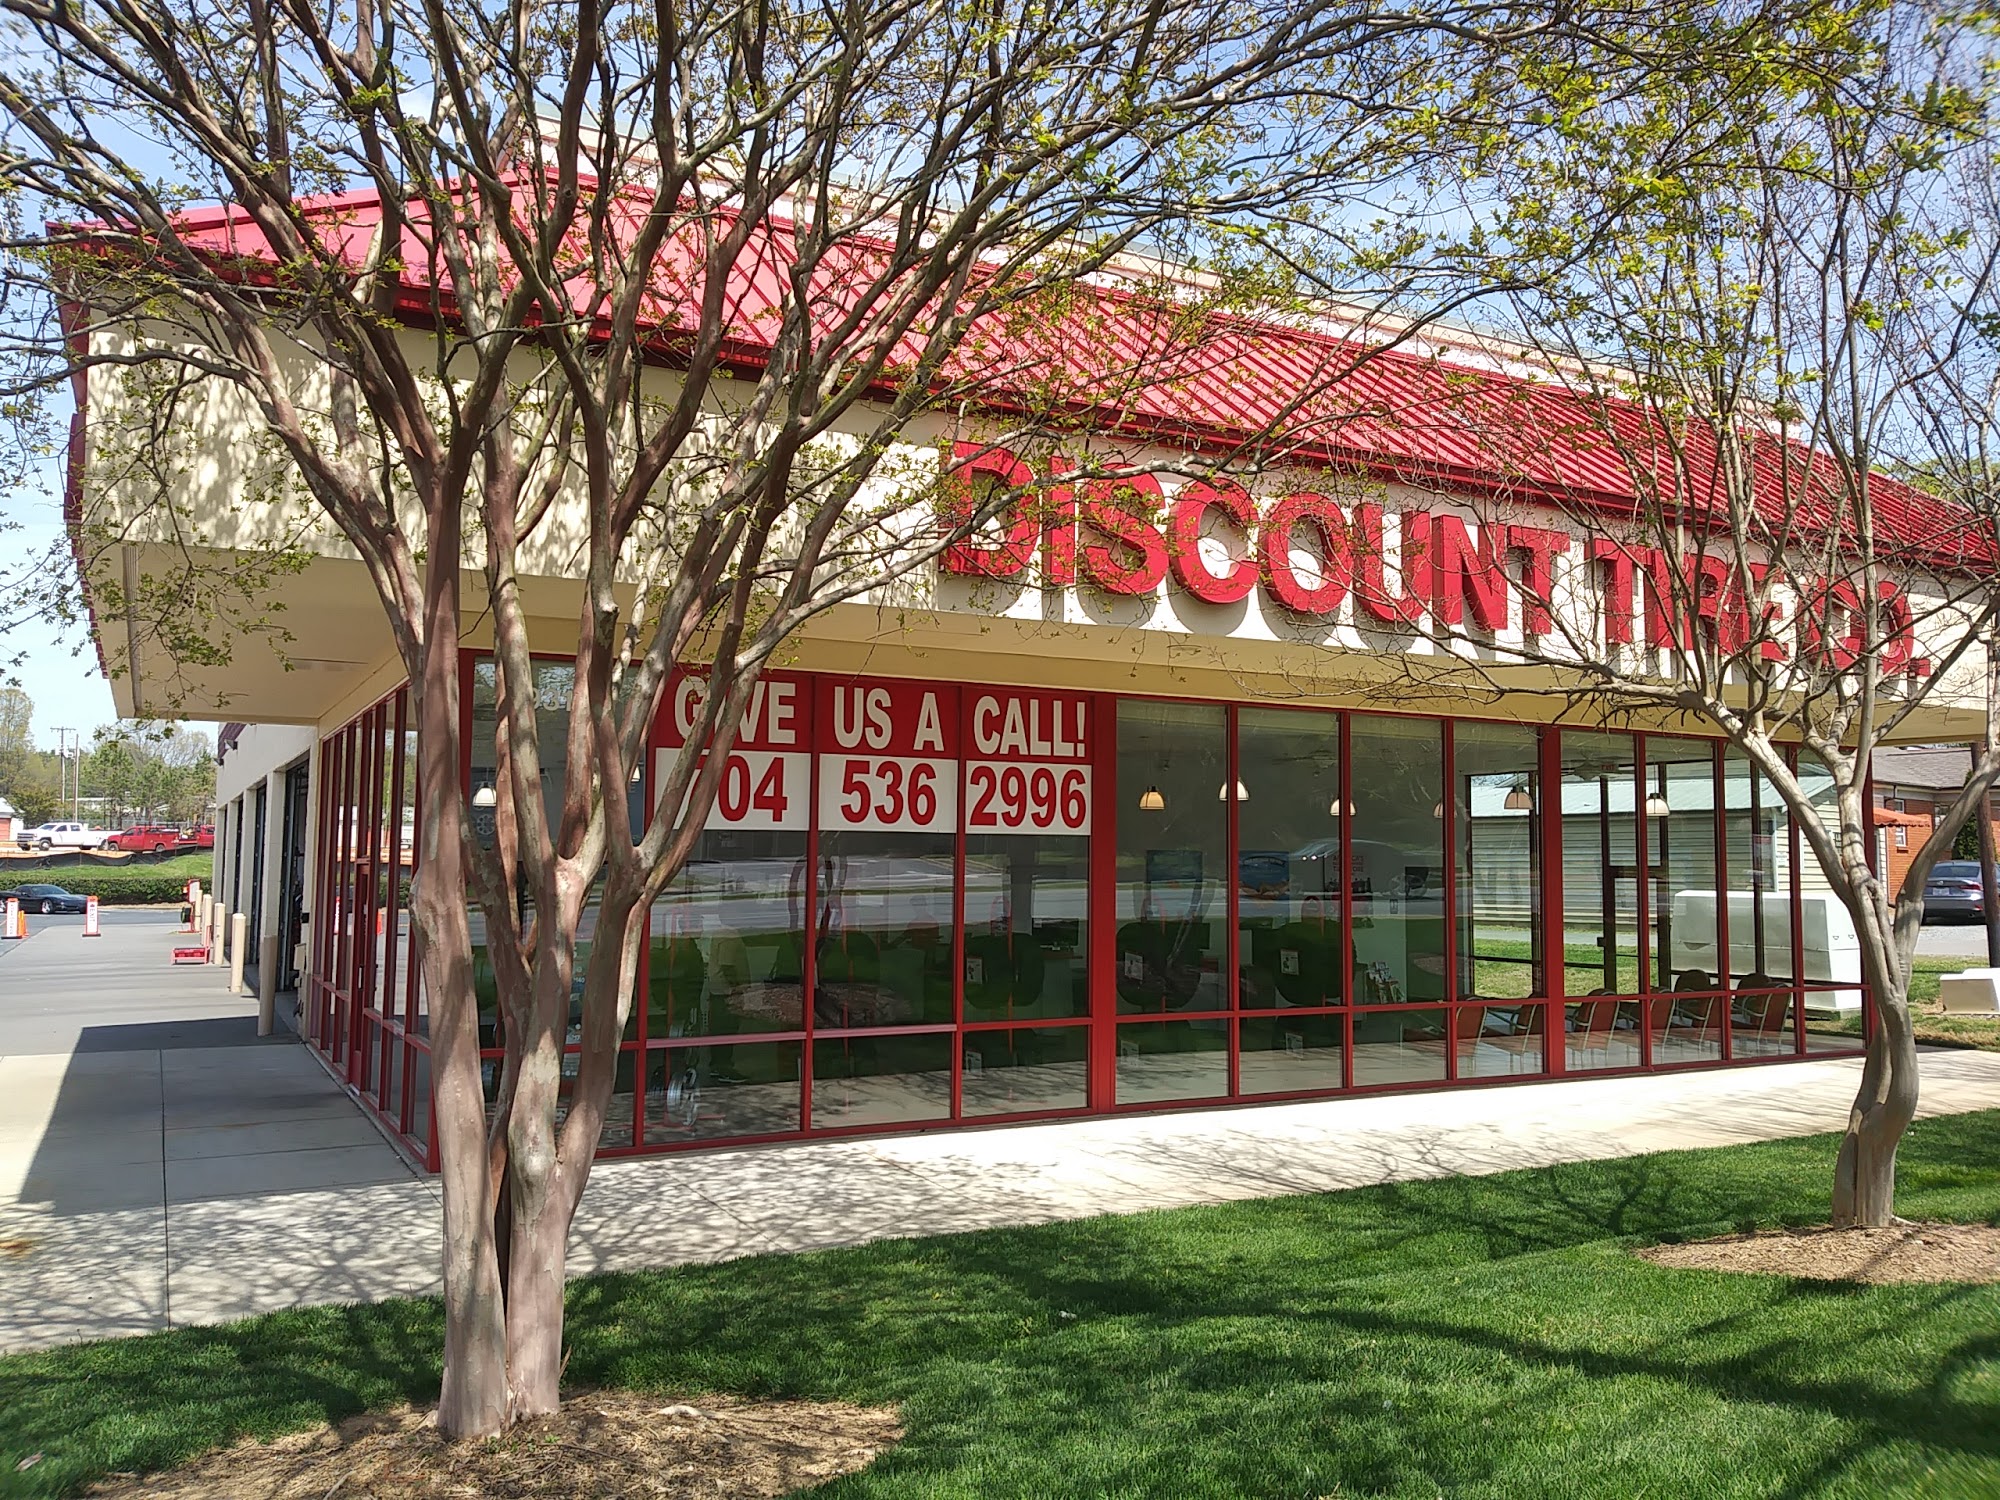 DISCOUNT TIRE CO.
GIVE US A CALL!
704 536 2996